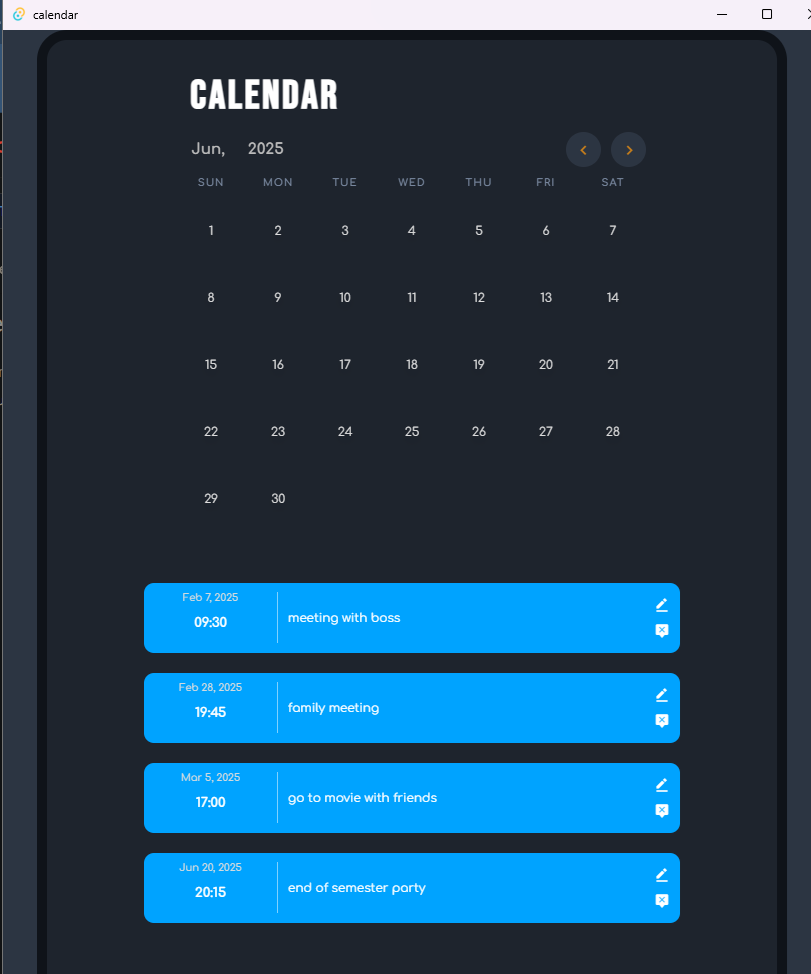 calendar
CALENDAR
Jun, 2025
SUN MON TUE WED THU FRI SAT
1 2 3 4 5 6 7
8 9 10 11 12 13 14
15 16 17 18 19 20 21
22 23 24 25 26 27 28
29 30
Feb 7, 2025
09:30
meeting with boss
Feb 28, 2025
19:45
family meeting
Mar 5, 2025
17:00
go to movie with friends
Jun 20, 2025
20:15
end of semester party